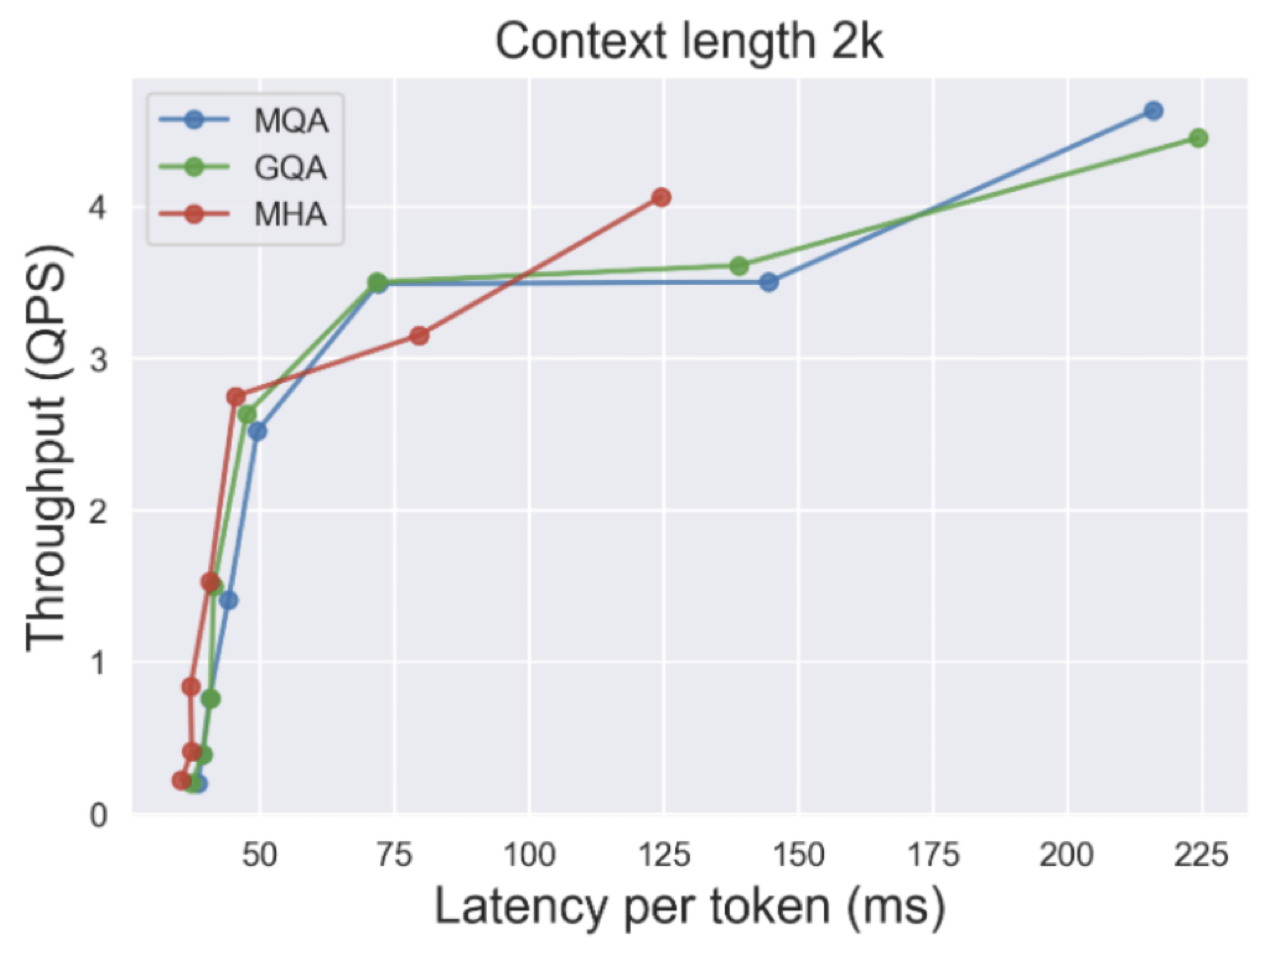 Context length 2k
MQA
GQA
MHA
Throughput (QPS)
4
3
2
1
0
50 75 100 125 150 175 200 225
Latency per token (ms)